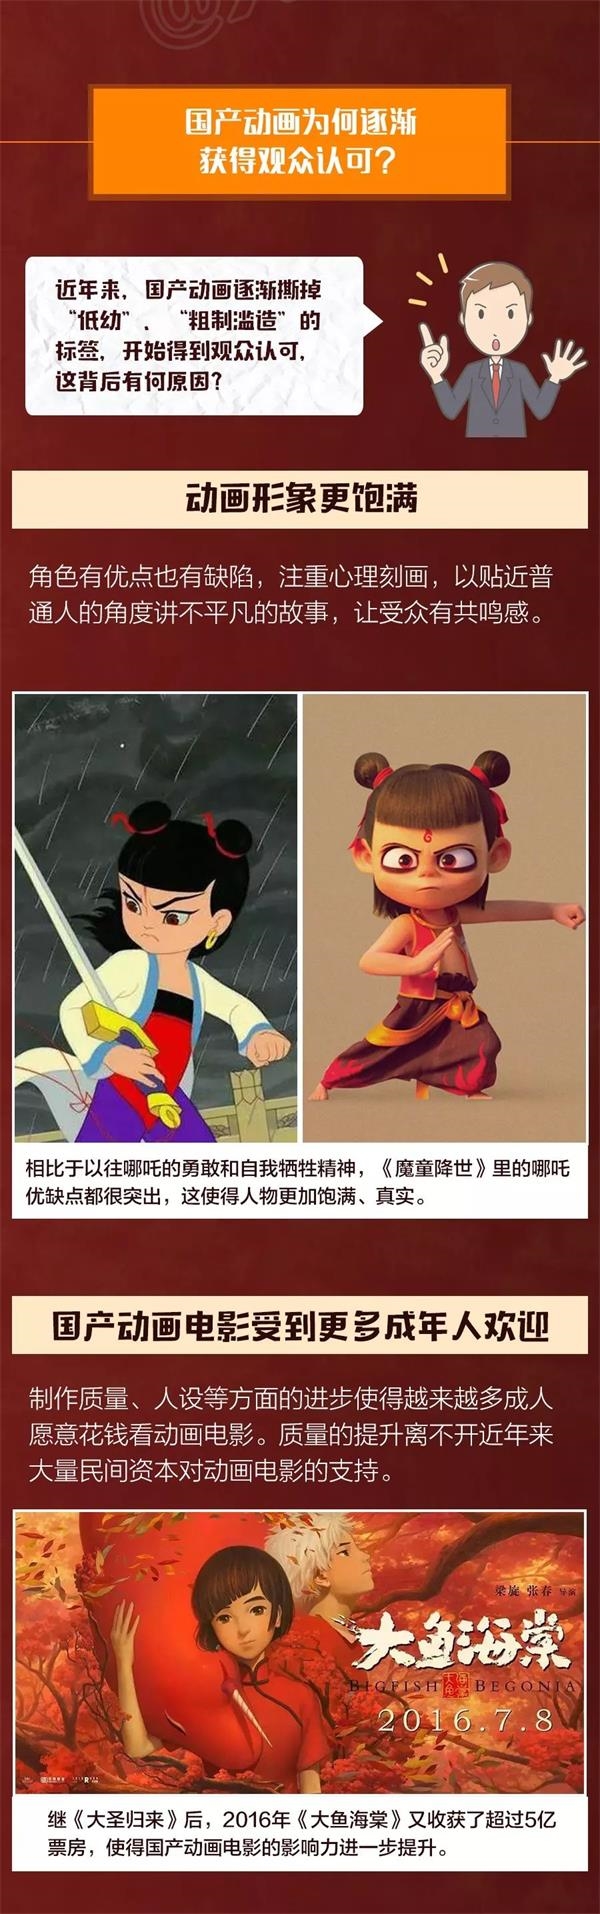 国产动画为何逐渐
获得观众认可？
近年来，国产动画逐渐撕掉
“低幼”、“粗制滥造”的
标签，开始得到观众认可，
这背后有何原因？
动画形象更饱满
角色有优点也有缺陷，注重心理刻画，以贴近普
通人的角度讲不平凡的故事，让受众有共鸣感。
相比于以往哪吒的勇敢和自我牺牲精神，《魔童降世》里的哪吒
优缺点都很突出，这使得人物更加饱满、真实。
国产动画电影受到更多成年人欢迎
制作质量、人设等方面的进步使得越来越多成人
愿意花钱看动画电影。质量的提升离不开近年来
大量民间资本对动画电影的支持。
梁旋 张春 导演
大鱼海棠
BIGFISH BEGONIA
2016.7.8
继《大圣归来》后，2016年《大鱼海棠》又收获了超过5亿
票房，使得国产动画电影的影响力进一步提升。